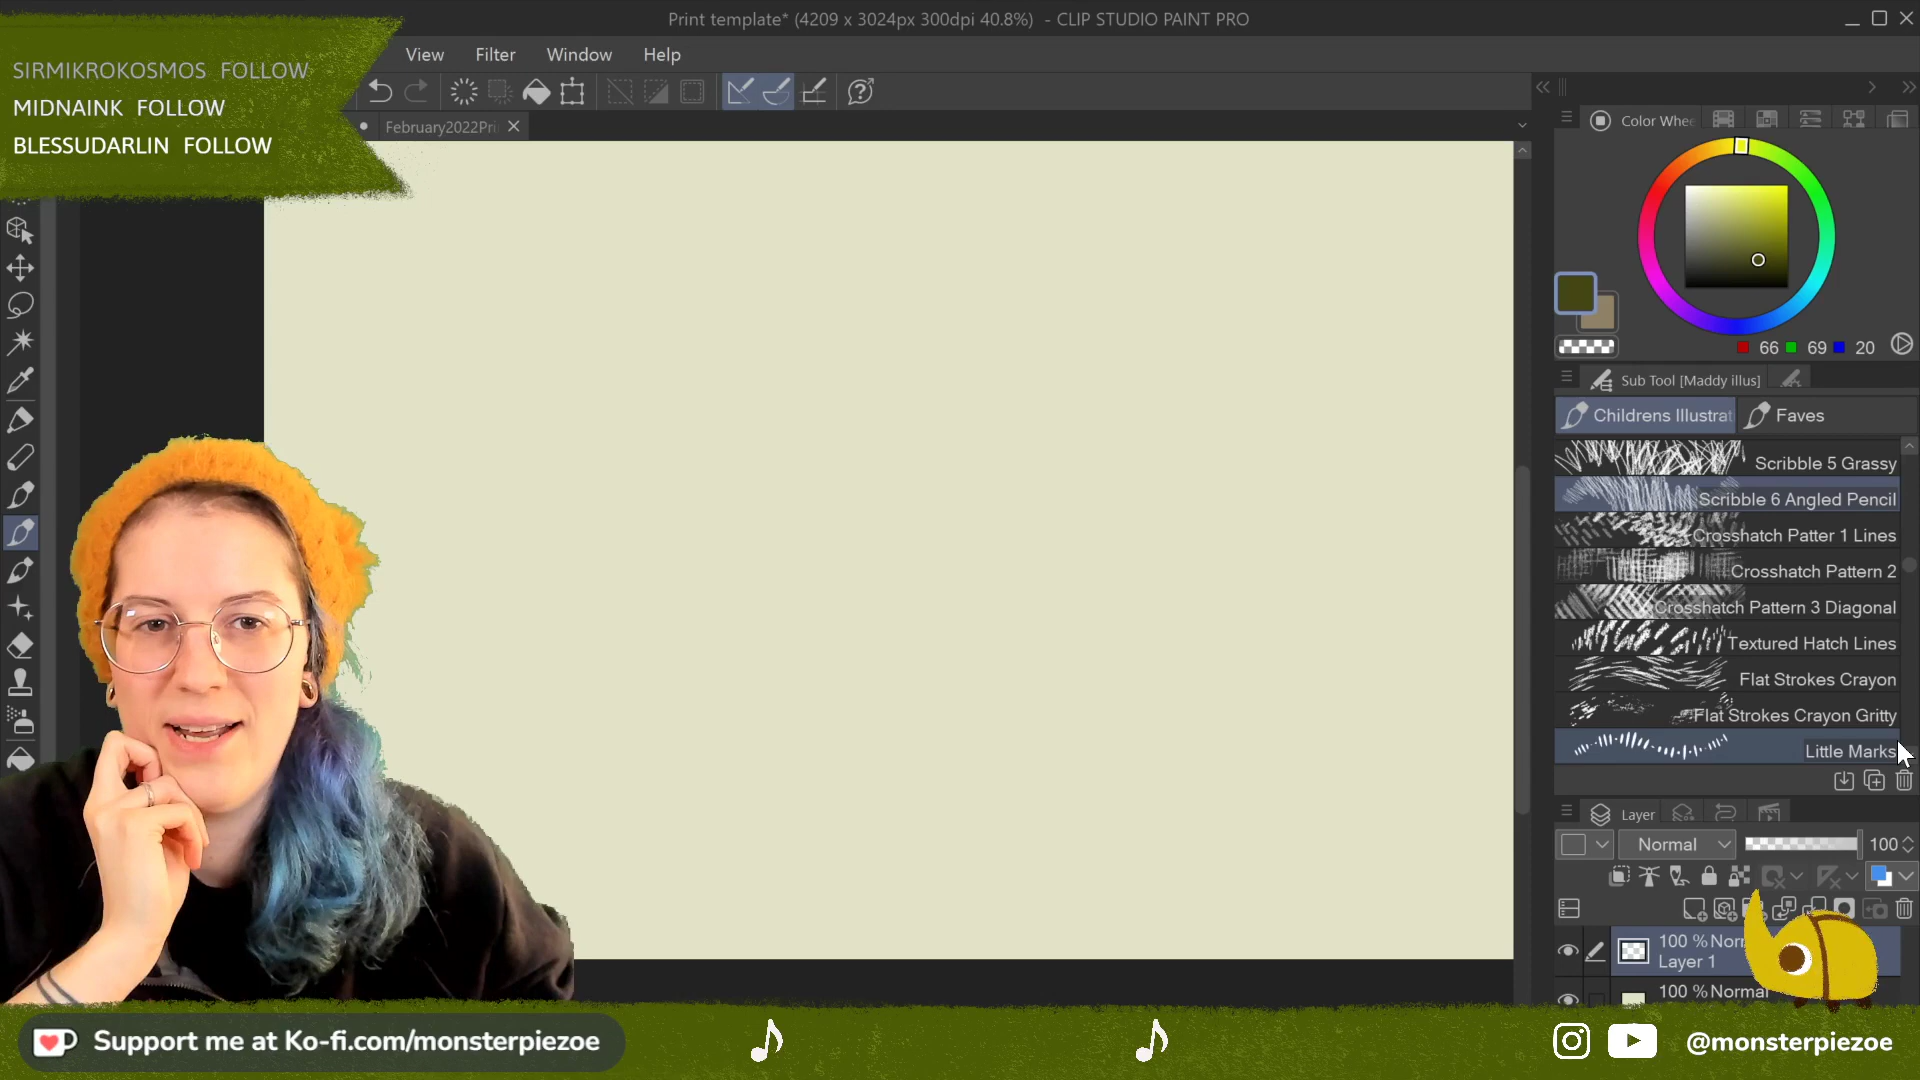 Print template* (4209 x 3024px 300dpi 40.8%) - CLIP STUDIO PAINT PRO
View Filter Window Help
SIRMIKROKOSMOS FOLLOW
MIDNAINK FOLLOW
BLESSUDARLIN FOLLOW
February2022Pri
Color Whee
66 69 20
Sub Tool [Maddy illus]
Childrens Illustrat Faves
Scribble 5 Grassy
Scribble 6 Angled Pencil
Crosshatch Patter 1 Lines
Crosshatch Pattern 2
Crosshatch Pattern 3 Diagonal
Textured Hatch Lines
Flat Strokes Crayon
Flat Strokes Crayon Gritty
Little Marks
Layer
Normal 100
100 % Nor
Layer 1
100 % Normal
Support me at Ko-fi.com/monsterpiezoe
@monsterpiezoe